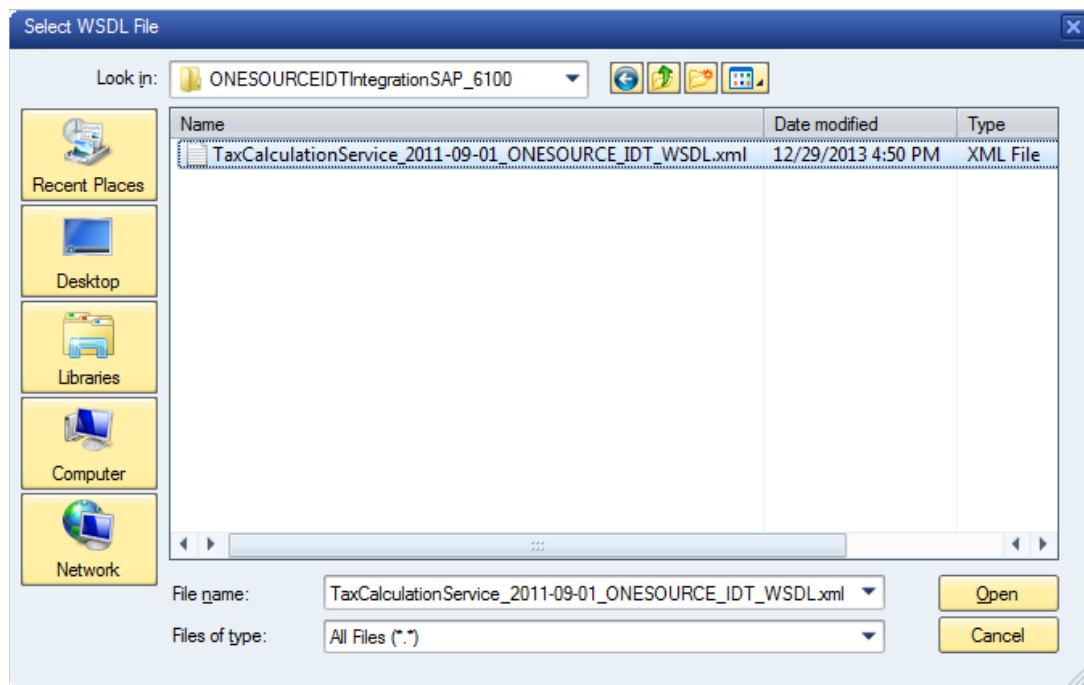 Select WSDL File
Look in: ONESOURCEIDTIntegrationSAP_6100
Name Date modified Type
TaxCalculationService_2011-09-01_ONESOURCE_IDT_WSDL.xml 12/29/2013 4:50 PM XML File
Recent Places
Desktop
Libraries
Computer
Network
File name: TaxCalculationService_2011-09-01_ONESOURCE_IDT_WSDL.xml Open
Files of type: All Files (*.*) Cancel